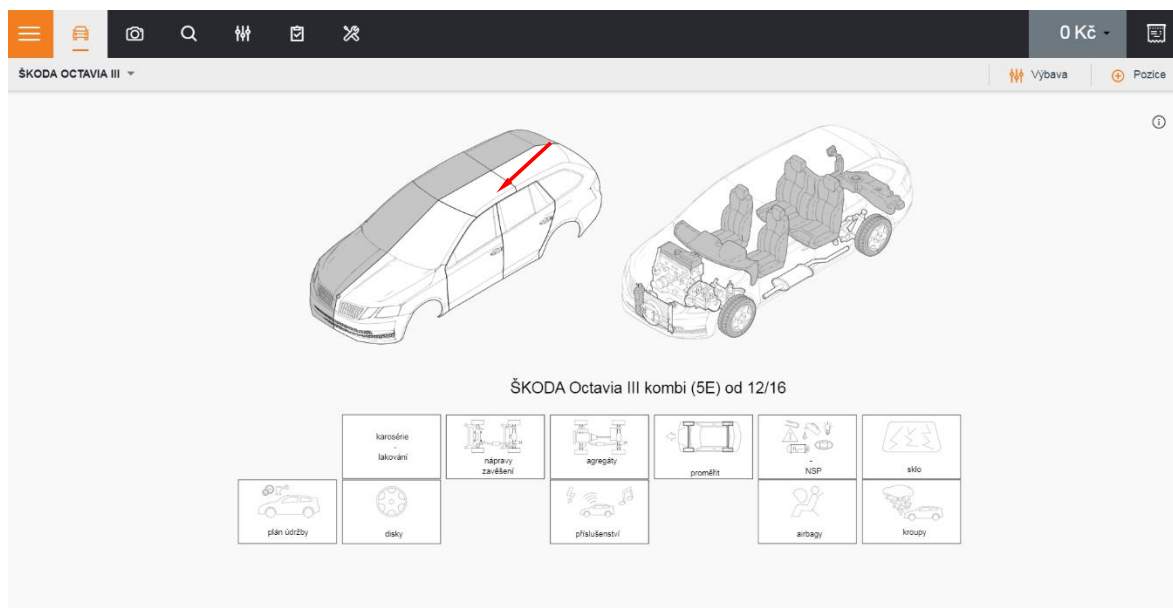 0 Kč
ŠKODA OCTAVIA III
Výbava
Pozice
ŠKODA Octavia III kombi (5E) od 12/16
karosérie
-
lakování
nápravy
zavěšení
agregáty
proměřit
-
NSP
sklo
plán údržby
disky
příslušenství
airbagy
kroupy